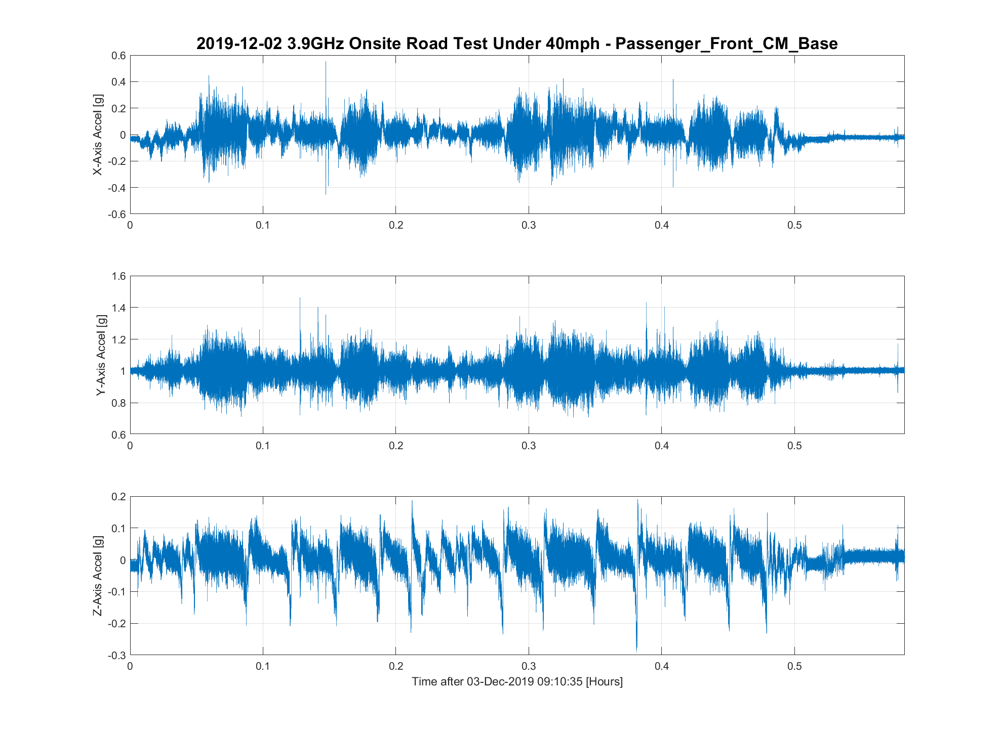 2019-12-02 3.9GHz Onsite Road Test Under 40mph - Passenger_Front_CM_Base
0.6
0.4
0.2
0
-0.2
-0.4
-0.6
X-Axis Accel [g]
0 0.1 0.2 0.3 0.4 0.5
1.6
1.4
1.2
1
0.8
0.6
Y-Axis Accel [g]
0 0.1 0.2 0.3 0.4 0.5
0.2
0.1
0
-0.1
-0.2
-0.3
Z-Axis Accel [g]
0 0.1 0.2 0.3 0.4 0.5
Time after 03-Dec-2019 09:10:35 [Hours]